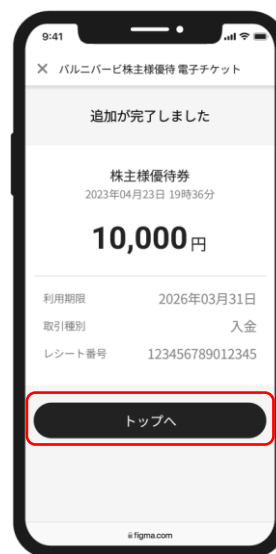 9:41
× バルニバービ株主様優待 電子チケット
追加が完了しました
株主様優待券
2023年04月23日 19時36分
10,000 円
利用期限 2026年03月31日
取引種別 入金
レシート番号 123456789012345
トップへ
figma.com